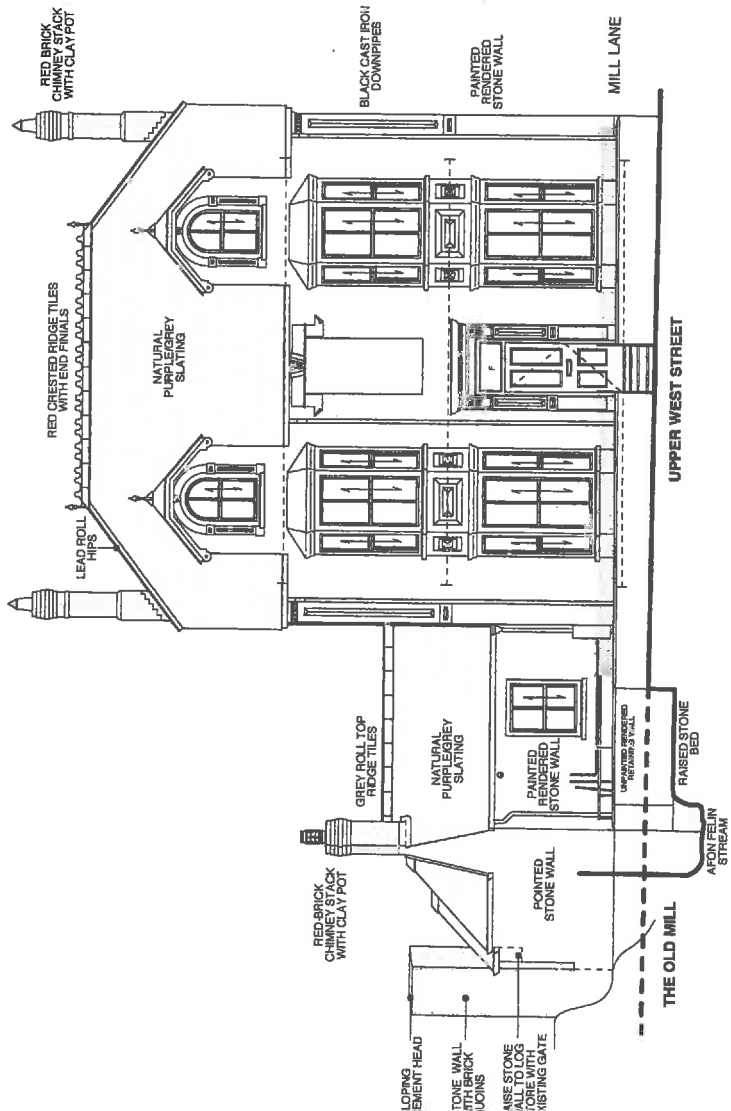 RED BRICK
CHIMNEY STACK
WITH CLAY POT
RED CRESTED RIDGE TILES
WITH END FINIALS
LEAD ROLL
HIPS
NATURAL
PURPLE/GREY
SLATING
BLACK CAST IRON
DOWNPIPES
PAINTED
RENDERED
STONE WALL
MILL LANE
UPPER WEST STREET
GREY ROLL TOP
RIDGE TILES
RED-BRICK
CHIMNEY STACK
WITH CLAY POT
NATURAL
PURPLE/GREY
SLATING
PAINTED
RENDERED
STONE WALL
UNPAINTED RENDERED
RETAINING WALL
RAISED STONE
BED
AFON FELIN
STREAM
POINTED
STONE WALL
THE OLD MILL
LOPING
EMENT HEAD
TONE WALL
ITH BRICK
UOINS
AISE STONE
ALL TO LOG
TORE WITH
XISTING GATE